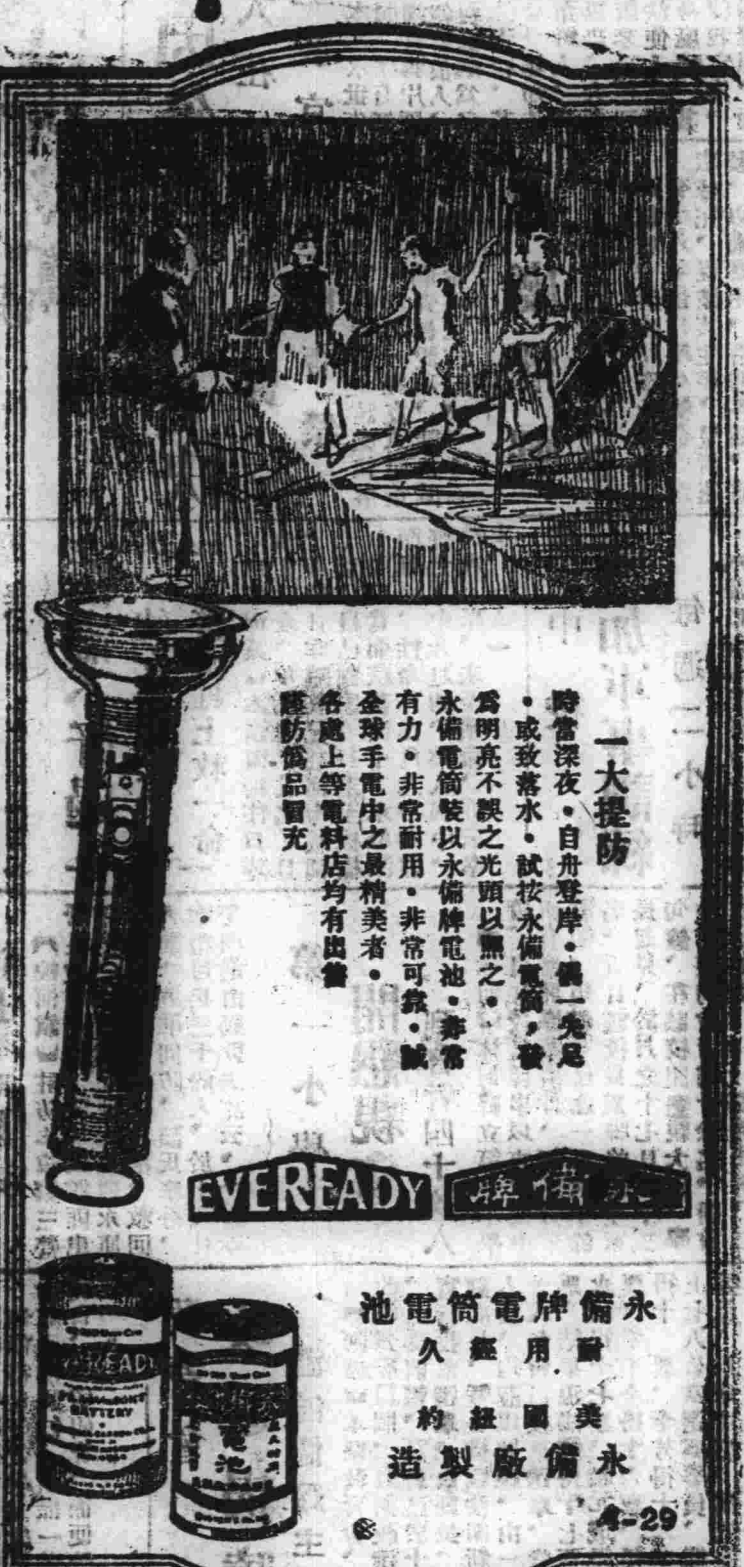 一大提防
時當深夜。自舟登岸。偶一失足
。或致落水。試按永備電筒，發
爲明亮不誤之光頭以照之。
永備電筒裝以永備牌電池。非常
有力。非常耐用。非常可靠。誠
全球手電中之最精美者。
各處上等電料店均有出售
謹防僞品冒充
EVEREADY
永備牌
永備牌電筒電池
耐用經久
美國紐約
永備廠製造
EVEREADY
BATTERY
電池
4-29